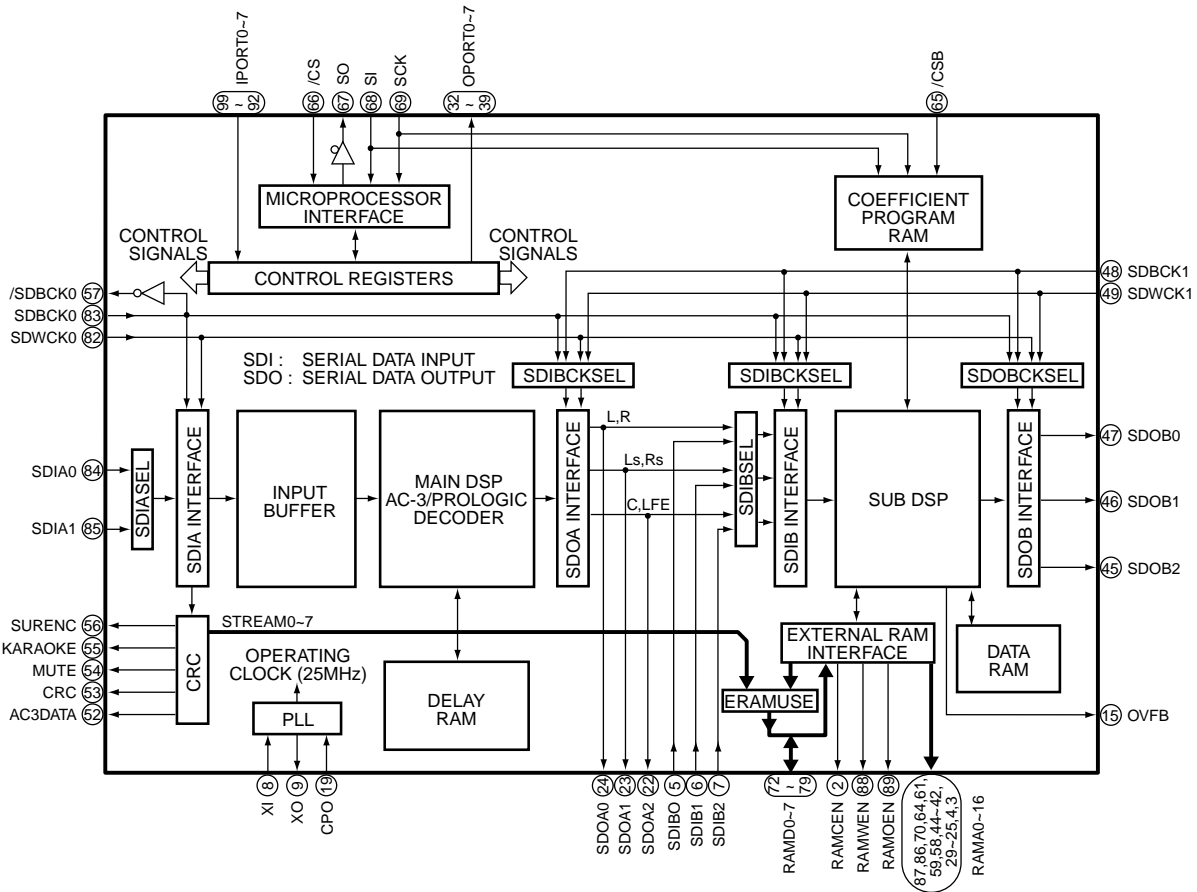 IPORT0~7
/CS
SO
SI
SCK
OPORT0~7
/CSB
99 ~ 92
66
67
68
69
32 ~ 39
65
MICROPROCESSOR
INTERFACE
COEFFICIENT
PROGRAM
RAM
CONTROL
SIGNALS
CONTROL REGISTERS
CONTROL
SIGNALS
/SDBCK0 57
SDBCK0 83
SDWCK0 82
48 SDBCK1
49 SDWCK1
SDI : SERIAL DATA INPUT
SDO : SERIAL DATA OUTPUT
SDIBCKSEL
SDIBCKSEL
SDOBCKSEL
SDIA0 84
SDIA1 85
SDIASEL
SDIA INTERFACE
INPUT
BUFFER
MAIN DSP
AC-3/PROLOGIC
DECODER
SDOA INTERFACE
L,R
Ls,Rs
C,LFE
SDIBSEL
SDIB INTERFACE
SUB DSP
SDOB INTERFACE
47 SDOB0
46 SDOB1
45 SDOB2
SURENC 56
KARAOKE 55
MUTE 54
CRC 53
AC3DATA 52
CRC
STREAM0~7
OPERATING
CLOCK (25MHz)
PLL
DELAY
RAM
EXTERNAL RAM
INTERFACE
ERAMUSE
DATA
RAM
15 OVFB
XI 8
XO 9
CPO 19
SDOA0 24
SDOA1 23
SDOA2 22
SDIBO 5
SDIB1 6
SDIB2 7
RAMD0~7
72 ~ 79
RAMCEN 2
RAMWEN 88
RAMOEN 89
87,86,70,64,61,
59,58,44~42,
29~25,4,3
RAMA0~16